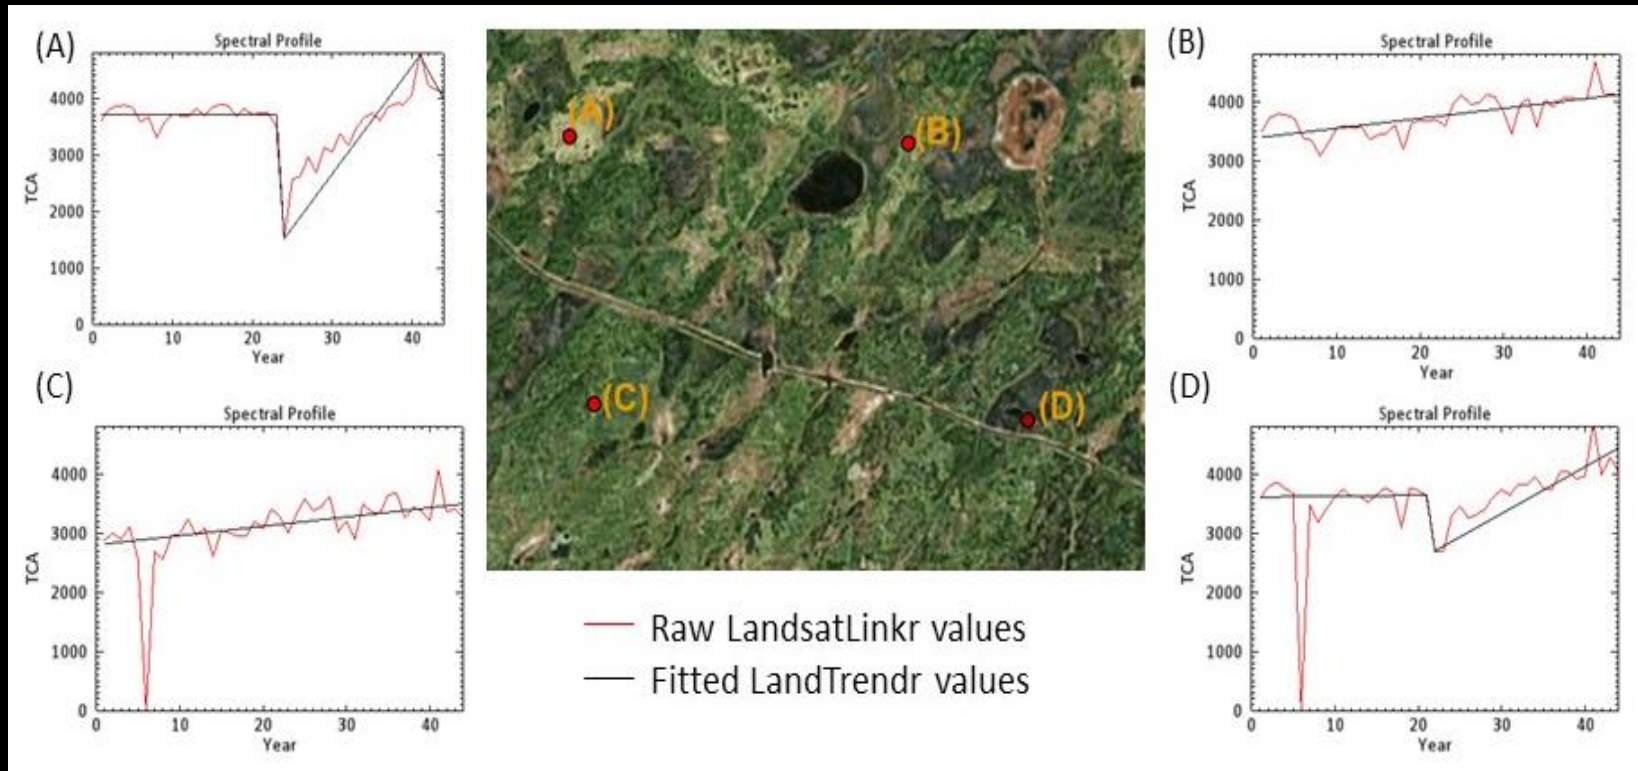 (A)
Spectral Profile
4000
3000
2000
1000
0
TCA
0 10 20 30 40
Year
(A)
(B)
(C)
(D)
(B)
Spectral Profile
4000
3000
2000
1000
0
TCA
0 10 20 30 40
Year
(C)
Spectral Profile
4000
3000
2000
1000
0
TCA
0 10 20 30 40
Year
Raw LandsatLinkr values
Fitted LandTrendr values
(D)
Spectral Profile
4000
3000
2000
1000
0
TCA
0 10 20 30 40
Year